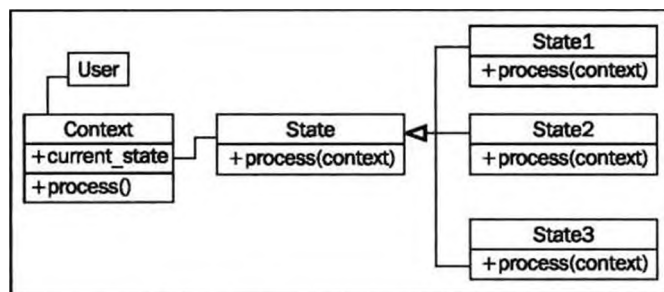 User
Context
+current_state
+process()
State
+process(context)
State1
+process(context)
State2
+process(context)
State3
+process(context)